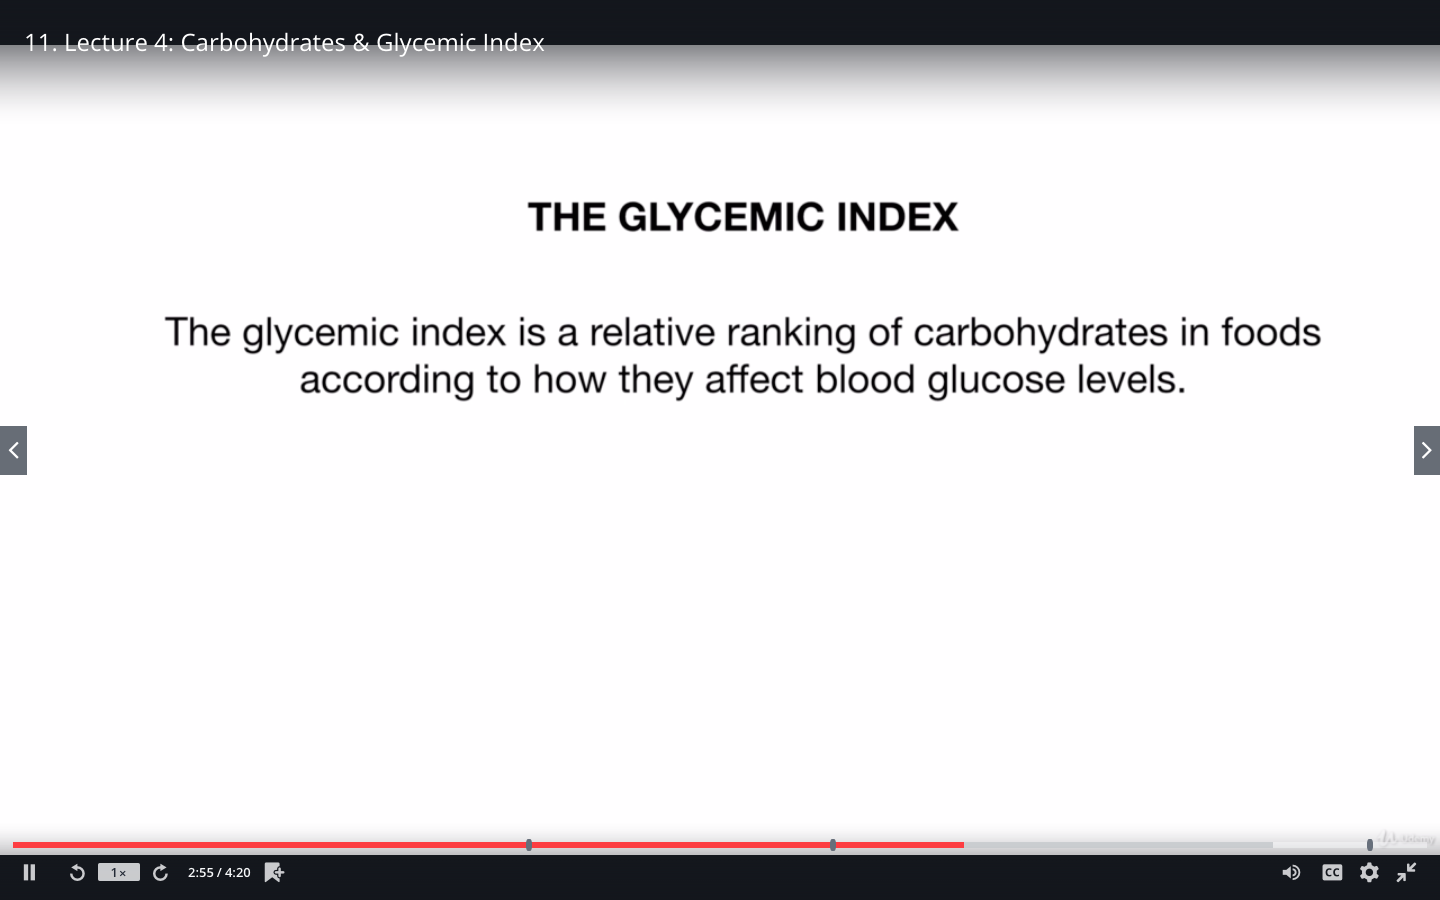 11. Lecture 4: Carbohydrates & Glycemic Index
THE GLYCEMIC INDEX
The glycemic index is a relative ranking of carbohydrates in foods
according to how they affect blood glucose levels.
1×
2:55 / 4:20
CC